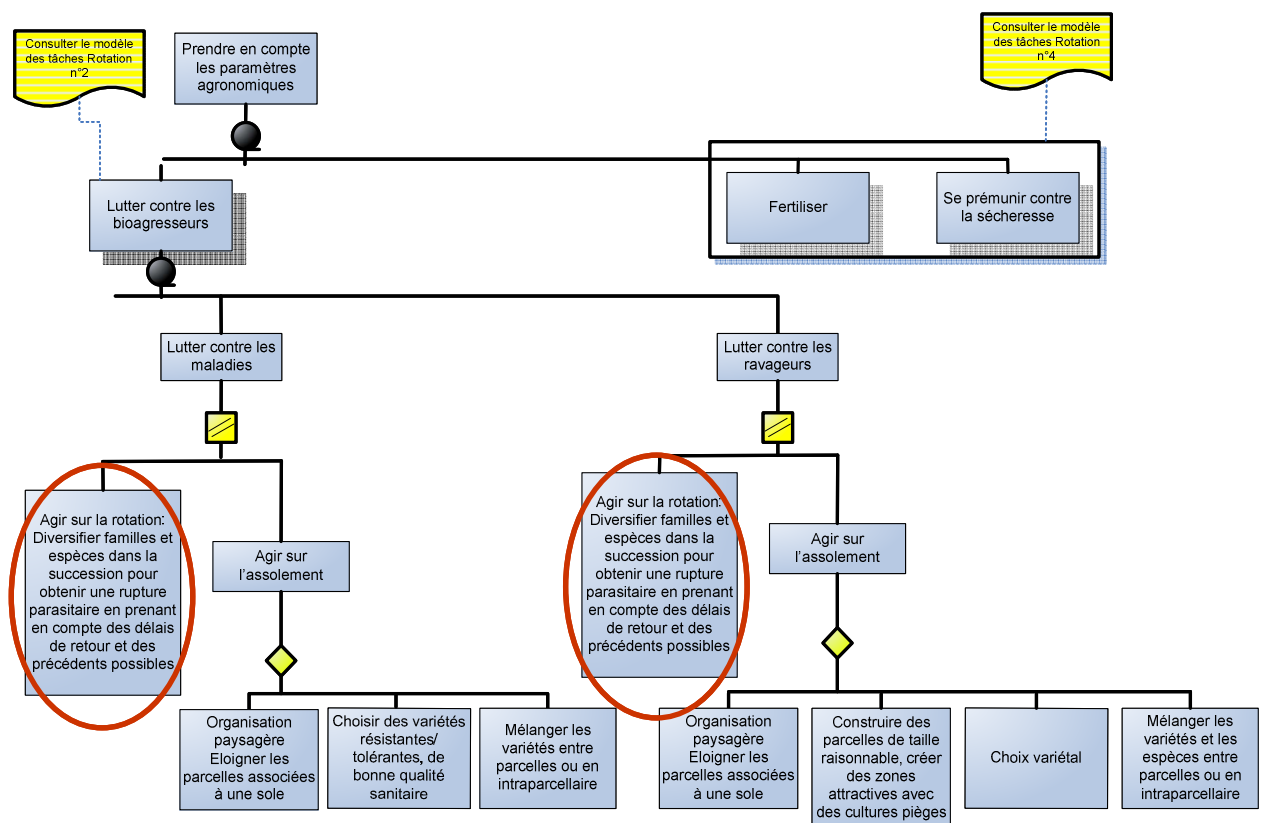 Consulter le modèle
des tâches Rotation
n°2
Prendre en compte
les paramètres
agronomiques
Consulter le modèle
des tâches Rotation
n°4
Lutter contre les
bioagresseurs
Fertiliser
Se prémunir contre
la sécheresse
Lutter contre les
maladies
Lutter contre les
ravageurs
Agir sur la rotation:
Diversifier familles et
espèces dans la
succession pour
obtenir une rupture
parasitaire en prenant
en compte des délais
de retour et des
précédents possibles
Agir sur
l'assolement
Agir sur la rotation:
Diversifier familles et
espèces dans la
succession pour
obtenir une rupture
parasitaire en prenant
en compte des délais
de retour et des
précédents possibles
Agir sur
l'assolement
Organisation
paysagère
Eloigner les
parcelles associées
à une sole
Choisir des variétés
résistantes/
tolérantes, de
bonne qualité
sanitaire
Mélanger les
variétés entre
parcelles ou en
intraparcellaire
Organisation
paysagère
Eloigner les
parcelles associées
à une sole
Construire des
parcelles de taille
raisonnable, créer
des zones
attractives avec
des cultures pièges
Choix variétal
Mélanger les
variétés et les
espèces entre
parcelles ou en
intraparcellaire